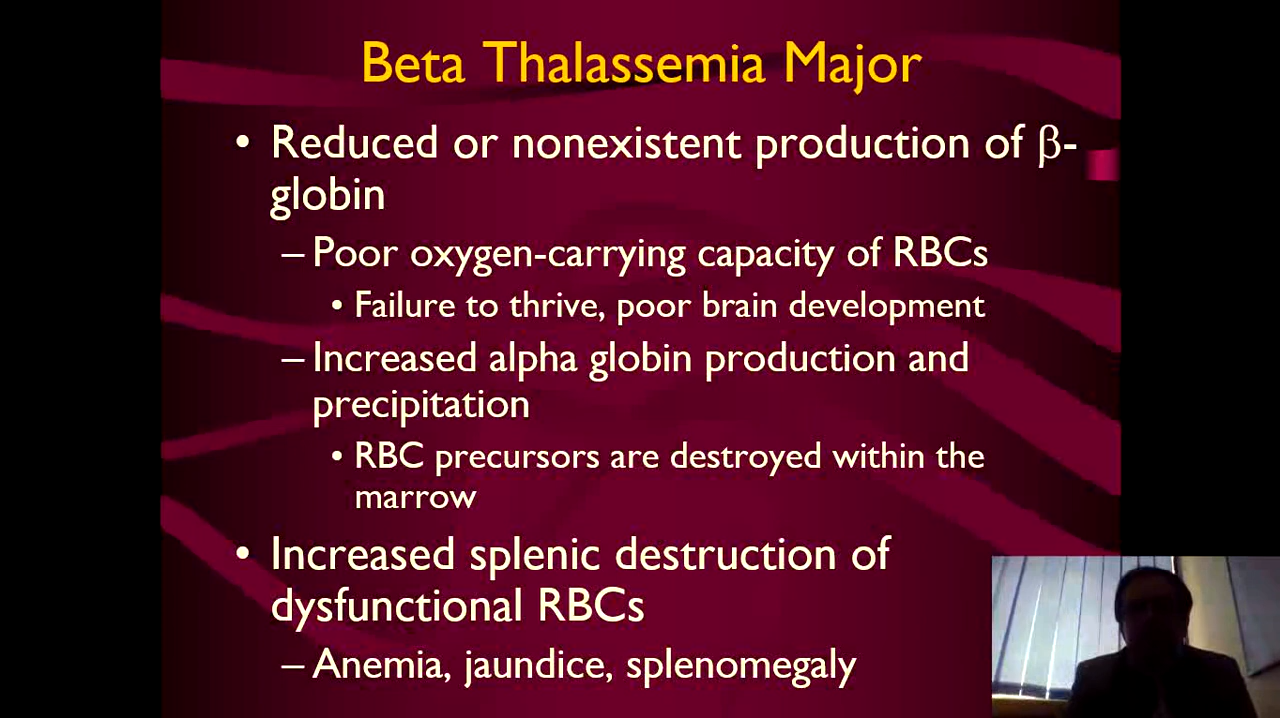 Beta Thalassemia Major
• Reduced or nonexistent production of β-
globin
– Poor oxygen-carrying capacity of RBCs
• Failure to thrive, poor brain development
– Increased alpha globin production and
precipitation
• RBC precursors are destroyed within the
marrow
• Increased splenic destruction of
dysfunctional RBCs
– Anemia, jaundice, splenomegaly